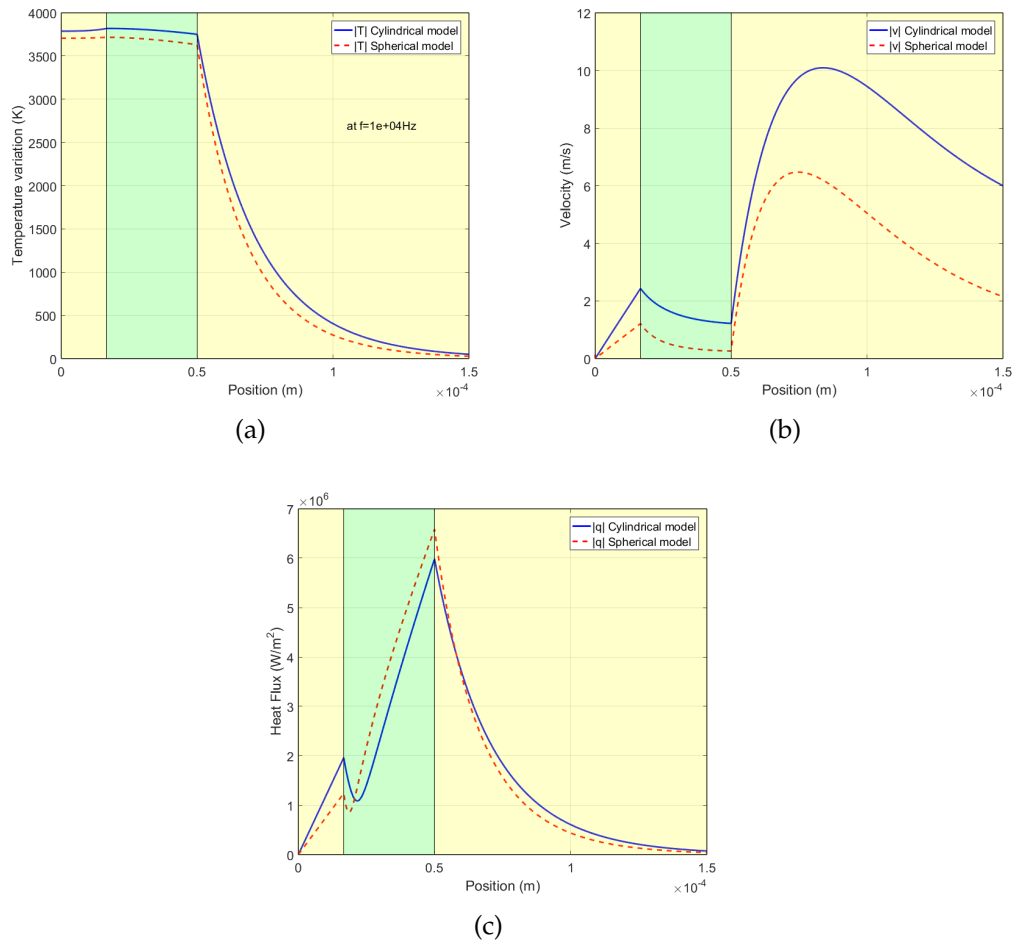 |T| Cylindrical model
|T| Spherical model
4000
3500
3000
2500
2000
1500
1000
500
0
Temperature variation (K)
at f=1e+04Hz
0
0.5
1
1.5
Position (m)
×10⁻⁴
(a)
|v| Cylindrical model
|v| Spherical model
12
10
8
6
4
2
0
Velocity (m/s)
0
0.5
1
1.5
Position (m)
×10⁻⁴
(b)
×10⁶
|q| Cylindrical model
|q| Spherical model
7
6
5
4
3
2
1
0
Heat Flux (W/m²)
0
0.5
1
1.5
Position (m)
×10⁻⁴
(c)